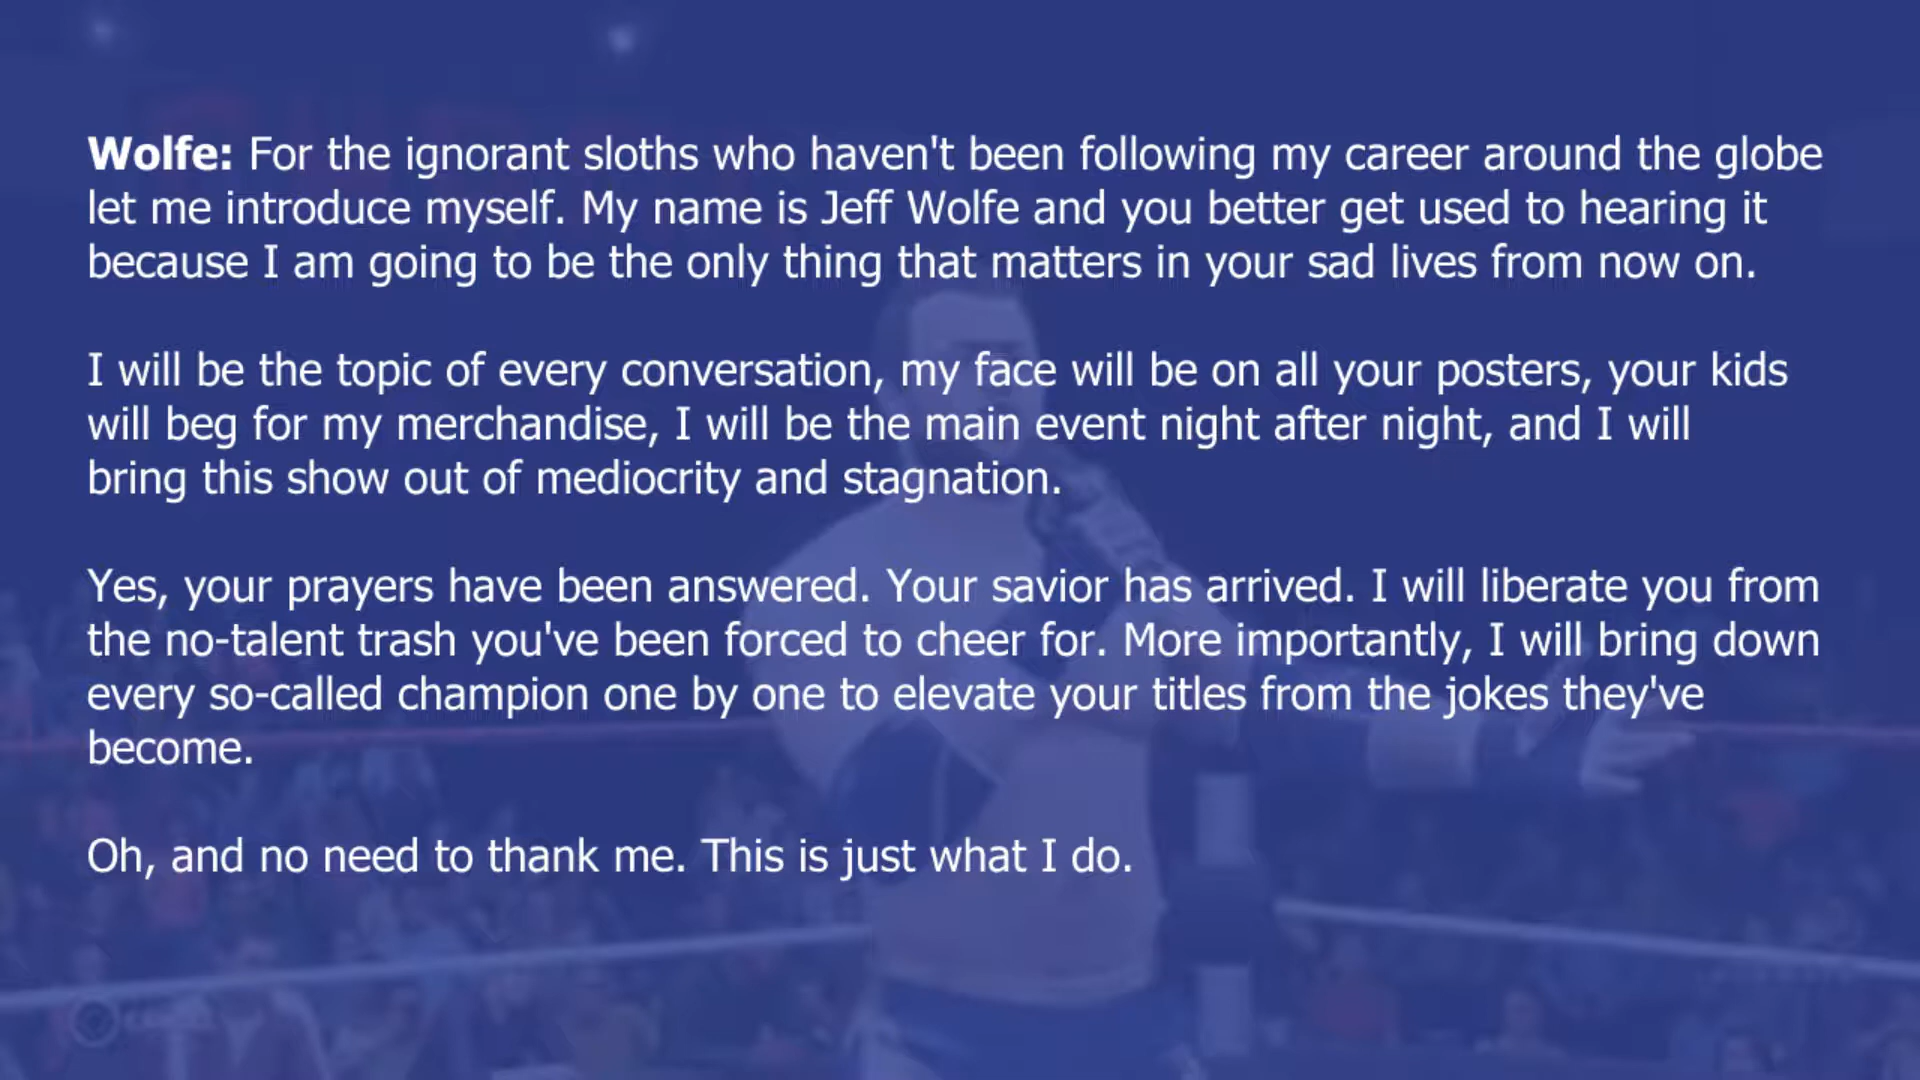 Wolfe: For the ignorant sloths who haven't been following my career around the globe
let me introduce myself. My name is Jeff Wolfe and you better get used to hearing it
because I am going to be the only thing that matters in your sad lives from now on.
I will be the topic of every conversation, my face will be on all your posters, your kids
will beg for my merchandise, I will be the main event night after night, and I will
bring this show out of mediocrity and stagnation.
Yes, your prayers have been answered. Your savior has arrived. I will liberate you from
the no-talent trash you've been forced to cheer for. More importantly, I will bring down
every so-called champion one by one to elevate your titles from the jokes they've
become.
Oh, and no need to thank me. This is just what I do.